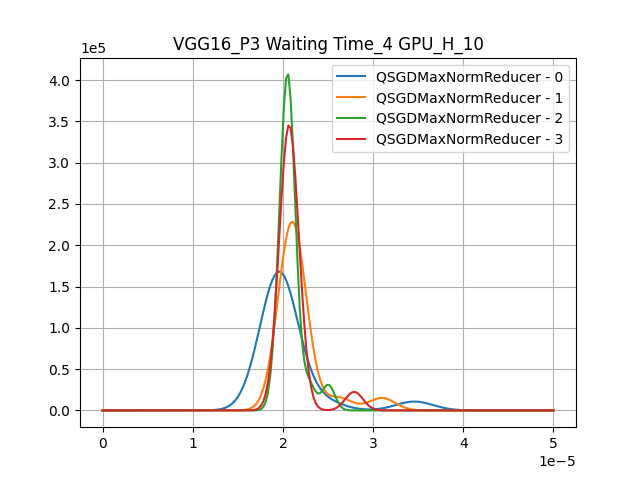 VGG16_P3 Waiting Time_4 GPU_H_10
1e5
QSGDMaxNormReducer - 0
QSGDMaxNormReducer - 1
QSGDMaxNormReducer - 2
QSGDMaxNormReducer - 3
4.0
3.5
3.0
2.5
2.0
1.5
1.0
0.5
0.0
0 1 2 3 4 5
1e−5